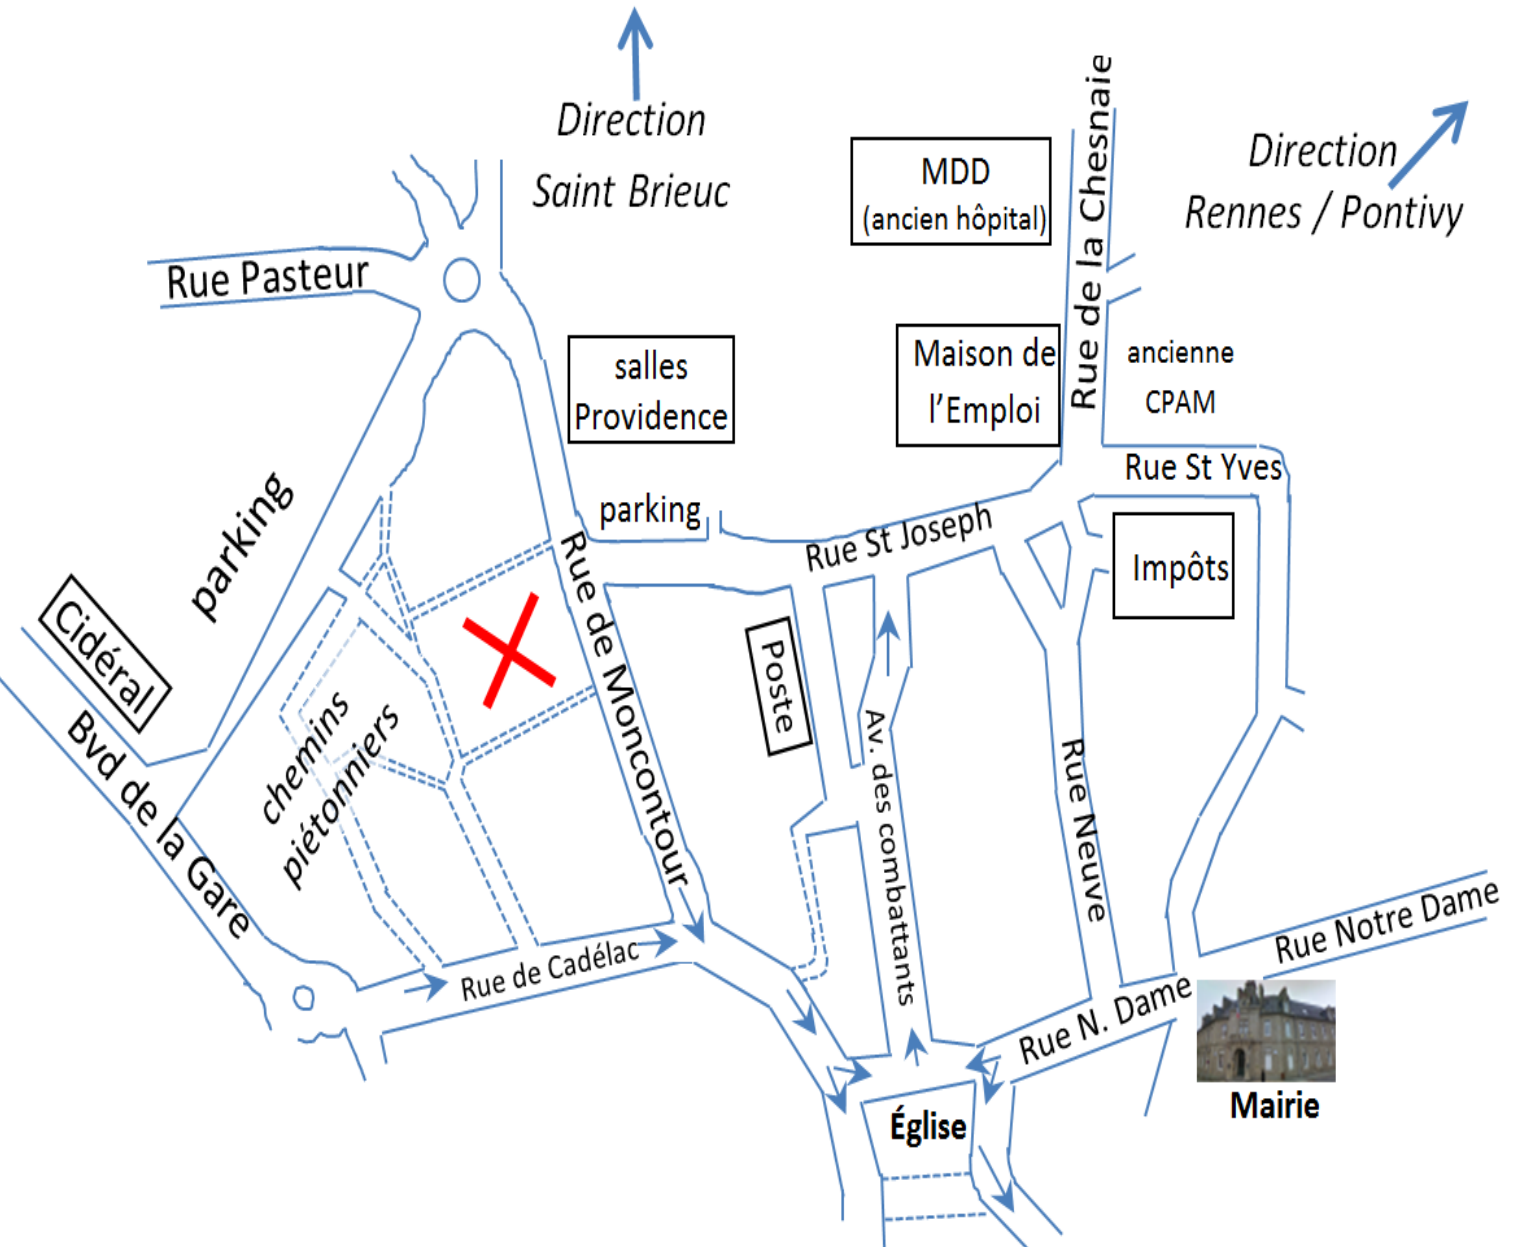 Direction
Saint Brieuc
Direction
Rennes / Pontivy
MDD
(ancien hôpital)
Rue de la Chesnaie
Rue Pasteur
salles
Providence
Maison de
l’Emploi
ancienne
CPAM
Rue St Yves
parking
parking
Rue St Joseph
Impôts
Cidéral
Rue de Moncontour
Poste
chemins
piétonniers
Bvd de la Gare
Av. des combattants
Rue Neuve
Rue de Cadélac
Rue Notre Dame
Rue N. Dame
Église
Mairie